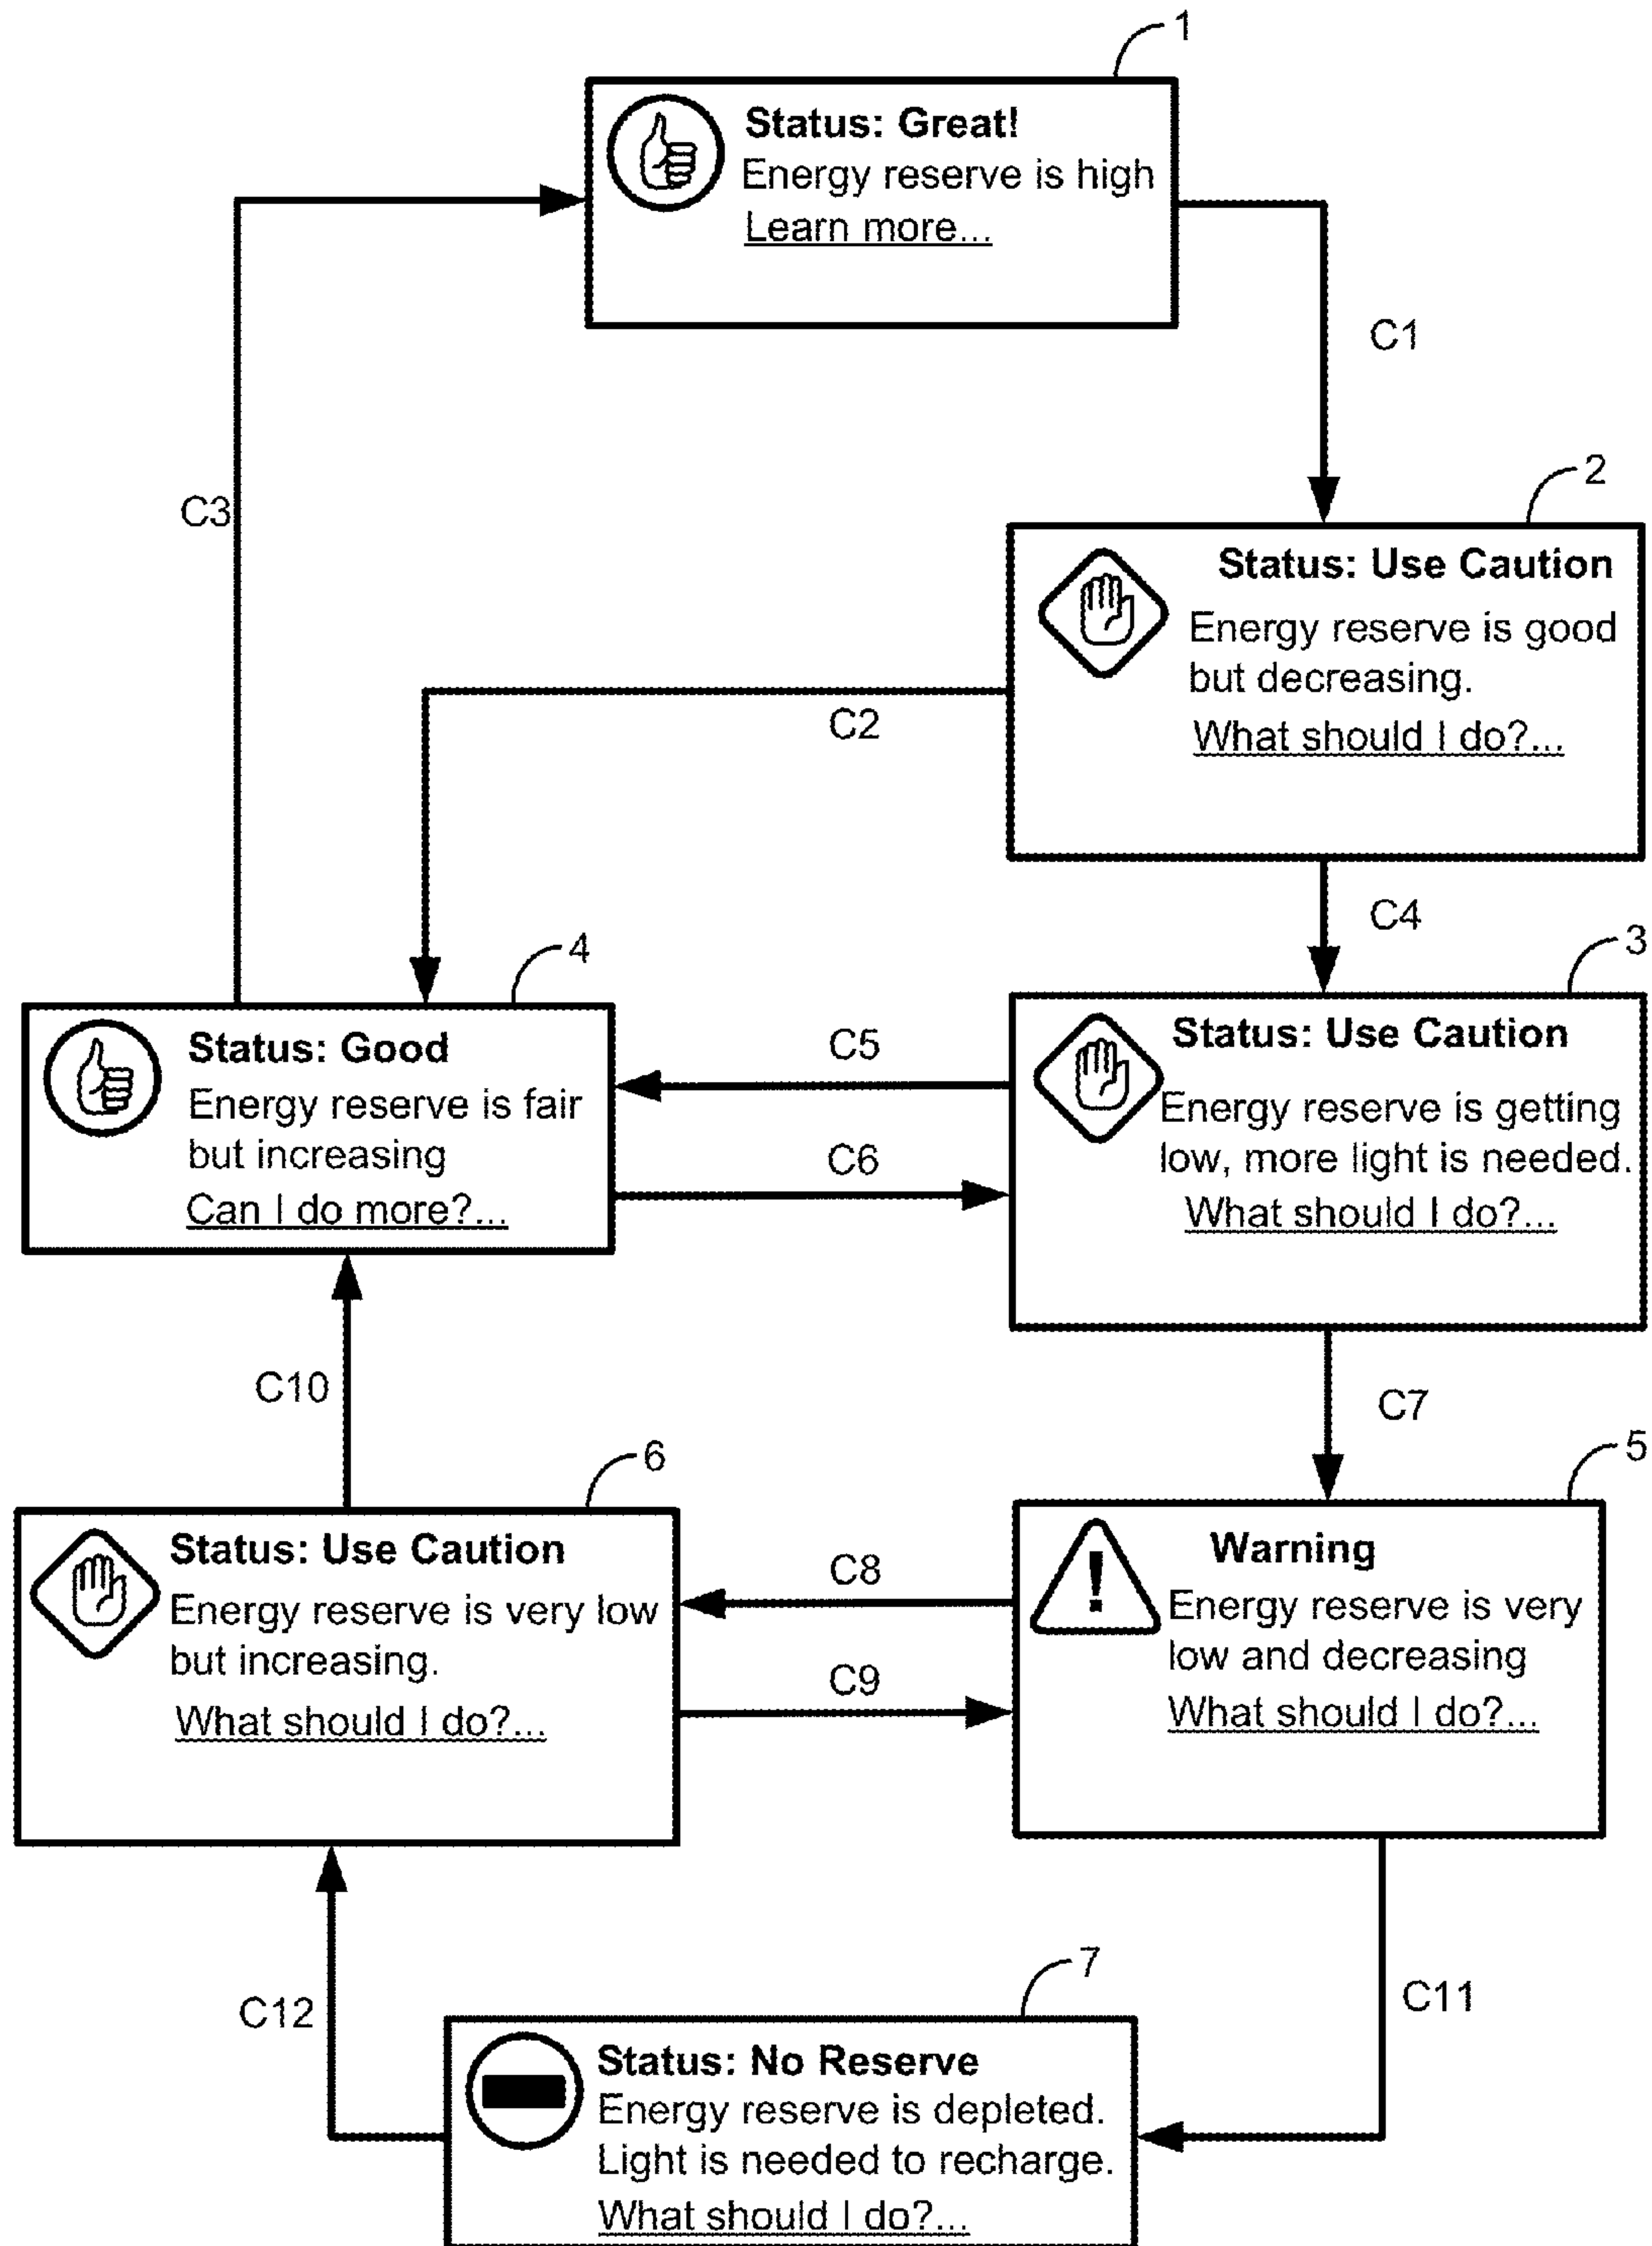 1
Status: Great!
Energy reserve is high
Learn more...
C1
C3
2
Status: Use Caution
Energy reserve is good
but decreasing.
What should I do?...
C2
C4
4
Status: Good
Energy reserve is fair
but increasing
Can I do more?...
C5
C6
3
Status: Use Caution
Energy reserve is getting
low, more light is needed.
What should I do?...
C10
C7
6
Status: Use Caution
Energy reserve is very low
but increasing.
What should I do?...
C8
C9
5
!
Warning
Energy reserve is very
low and decreasing
What should I do?...
C12
C11
7
Status: No Reserve
Energy reserve is depleted.
Light is needed to recharge.
What should I do?...